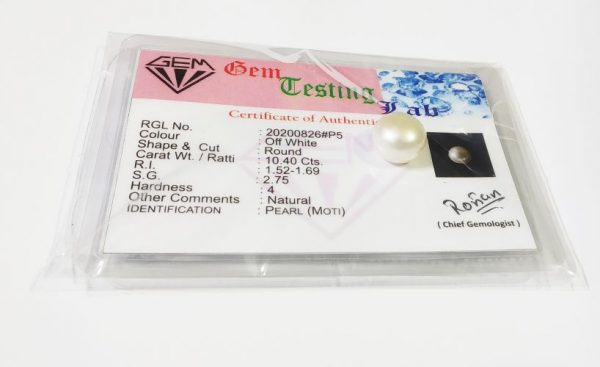 GEM
Gem
Testing
Lab
Certificate of Authenti
RGL No. : 20200826#P5
Colour : Off White
Shape & Cut : Round
Carat Wt. / Ratti : 10.40 Cts.
R.I. : 1.52-1.69
S.G. : 2.75
Hardness : 4
Other Comments : Natural
IDENTIFICATION : PEARL (MOTI)
( Chief Gemologist )